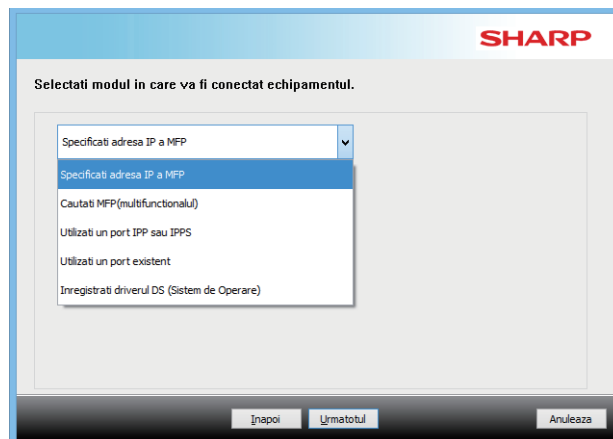 SHARP
Selectati modul in care va fi conectat echipamentul.
Specificati adresa IP a MFP
Specificati adresa IP a MFP
Cautati MFP(multifunctionalul)
Utilizati un port IPP sau IPPS
Utilizati un port existent
Inregistrati driverul DS (Sistem de Operare)
Inapoi Urmatotul Anuleaza